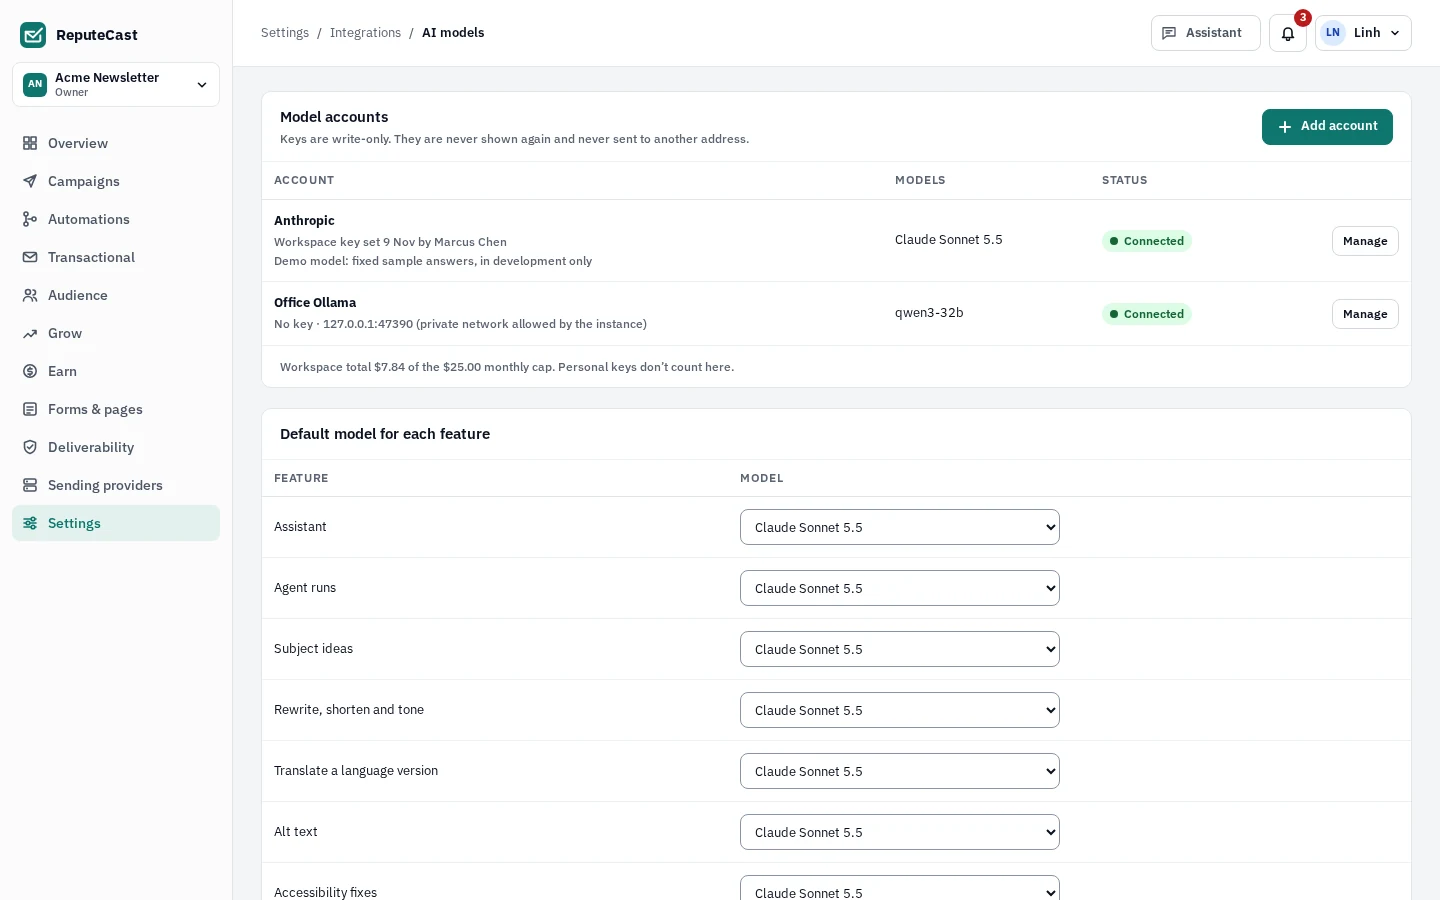 ReputeCast
AN
Acme Newsletter
Owner
Overview
Campaigns
Automations
Transactional
Audience
Grow
Earn
Forms & pages
Deliverability
Sending providers
Settings
Settings / Integrations / AI models
Assistant
3
LN
Linh
Model accounts
Keys are write-only. They are never shown again and never sent to another address.
Add account
ACCOUNT MODELS STATUS
Anthropic
Workspace key set 9 Nov by Marcus Chen
Demo model: fixed sample answers, in development only
Claude Sonnet 5.5
Connected
Manage
Office Ollama
No key · 127.0.0.1:47390 (private network allowed by the instance)
qwen3-32b
Connected
Manage
Workspace total $7.84 of the $25.00 monthly cap. Personal keys don’t count here.
Default model for each feature
FEATURE MODEL
Assistant Claude Sonnet 5.5
Agent runs Claude Sonnet 5.5
Subject ideas Claude Sonnet 5.5
Rewrite, shorten and tone Claude Sonnet 5.5
Translate a language version Claude Sonnet 5.5
Alt text Claude Sonnet 5.5
Accessibility fixes Claude Sonnet 5.5